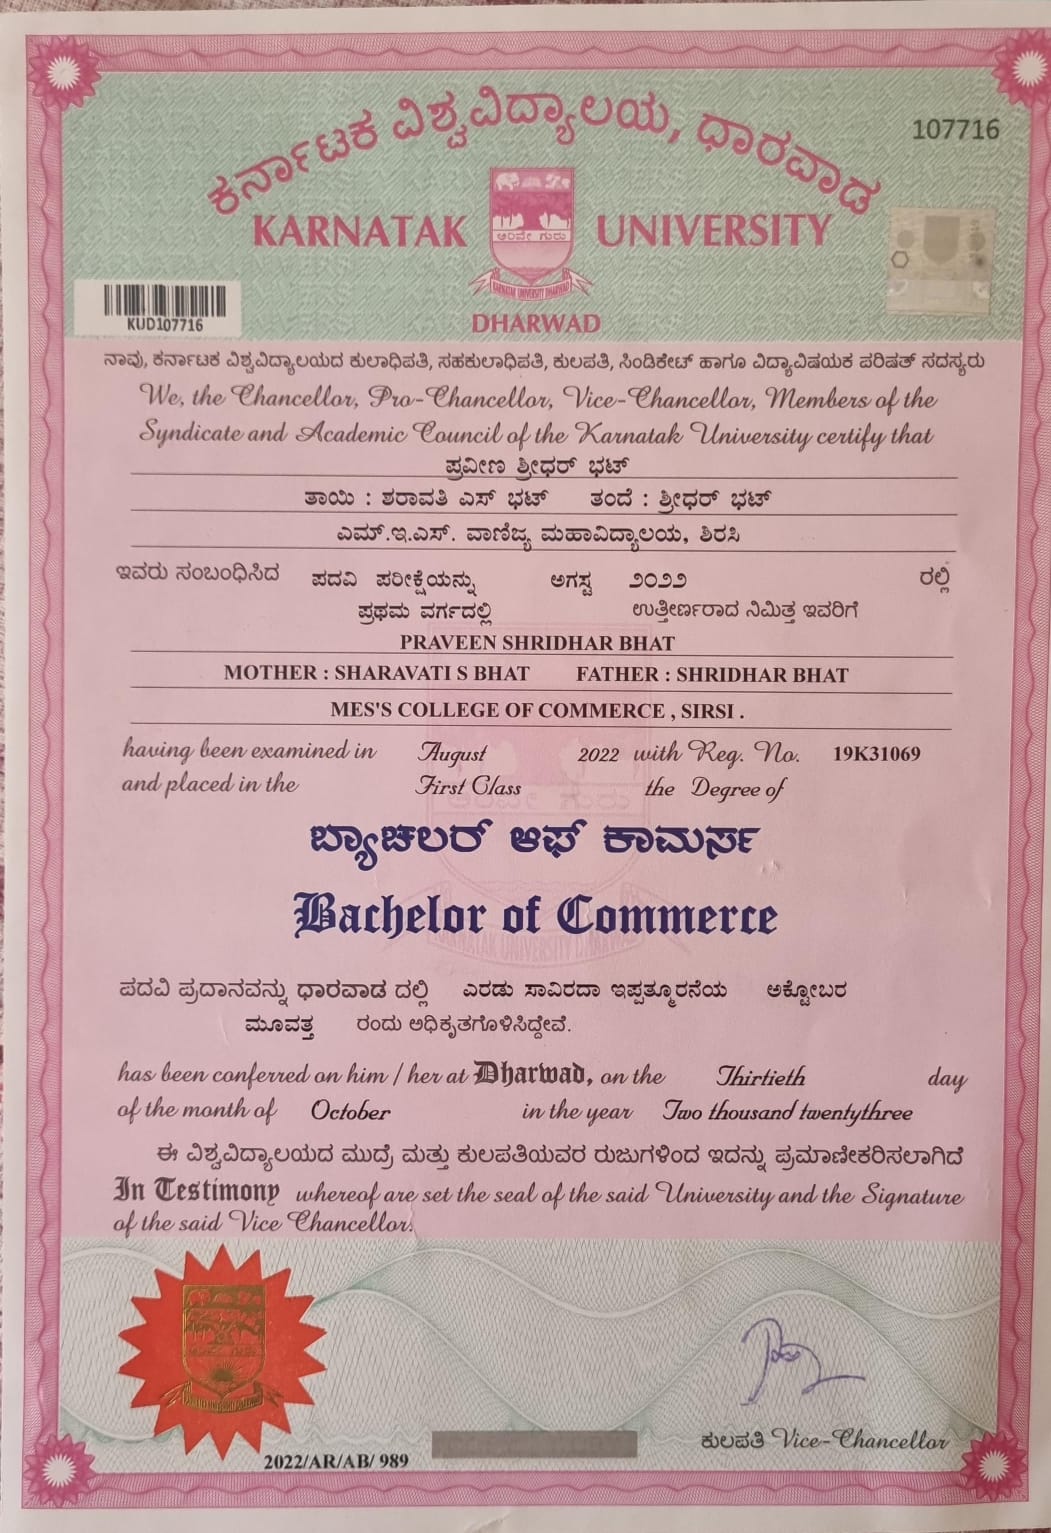 ಕರ್ನಾಟಕ ವಿಶ್ವವಿದ್ಯಾಲಯ, ಧಾರವಾಡ
107716
KARNATAK UNIVERSITY
ಅರಿವೇ ಗುರು
KARNATAK UNIVERSITY DHARWAD
DHARWAD
KUD107716
ನಾವು, ಕರ್ನಾಟಕ ವಿಶ್ವವಿದ್ಯಾಲಯದ ಕುಲಾಧಿಪತಿ, ಸಹಕುಲಾಧಿಪತಿ, ಕುಲಪತಿ, ಸಿಂಡಿಕೇಟ್ ಹಾಗೂ ವಿದ್ಯಾವಿಷಯಕ ಪರಿಷತ್ ಸದಸ್ಯರು
We, the Chancellor, Pro-Chancellor, Vice-Chancellor, Members of the
Syndicate and Academic Council of the Karnatak University certify that
ಪ್ರವೀಣ ಶ್ರೀಧರ್ ಭಟ್
ತಾಯಿ : ಶರಾವತಿ ಎಸ್ ಭಟ್ ತಂದೆ : ಶ್ರೀಧರ್ ಭಟ್
ಎಮ್.ಇ.ಎಸ್. ವಾಣಿಜ್ಯ ಮಹಾವಿದ್ಯಾಲಯ, ಶಿರಸಿ
ಇವರು ಸಂಬಂಧಿಸಿದ ಪದವಿ ಪರೀಕ್ಷೆಯನ್ನು ಅಗಸ್ಟ ೨೦೨೨ ರಲ್ಲಿ
ಪ್ರಥಮ ವರ್ಗದಲ್ಲಿ ಉತ್ತೀರ್ಣರಾದ ನಿಮಿತ್ತ ಇವರಿಗೆ
PRAVEEN SHRIDHAR BHAT
MOTHER : SHARAVATI S BHAT FATHER : SHRIDHAR BHAT
MES'S COLLEGE OF COMMERCE , SIRSI .
having been examined in August 2022 with Reg. No. 19K31069
and placed in the First Class the Degree of
ಬ್ಯಾಚಲರ್ ಆಫ್ ಕಾಮರ್ಸ
Bachelor of Commerce
ಪದವಿ ಪ್ರದಾನವನ್ನು ಧಾರವಾಡ ದಲ್ಲಿ ಎರಡು ಸಾವಿರದಾ ಇಪ್ಪತ್ಮೂರನೆಯ ಅಕ್ಟೋಬರ
ಮೂವತ್ತ ರಂದು ಅಧಿಕೃತಗೊಳಿಸಿದ್ದೇವೆ.
has been conferred on him / her at Dharwad, on the Thirtieth day
of the month of October in the year Two thousand twentythree
ಈ ವಿಶ್ವವಿದ್ಯಾಲಯದ ಮುದ್ರೆ ಮತ್ತು ಕುಲಪತಿಯವರ ರುಜುಗಳಿಂದ ಇದನ್ನು ಪ್ರಮಾಣೀಕರಿಸಲಾಗಿದೆ
In Testimony whereof are set the seal of the said University and the Signature
of the said Vice Chancellor.
ಕುಲಪತಿ Vice-Chancellor
2022/AR/AB/ 989